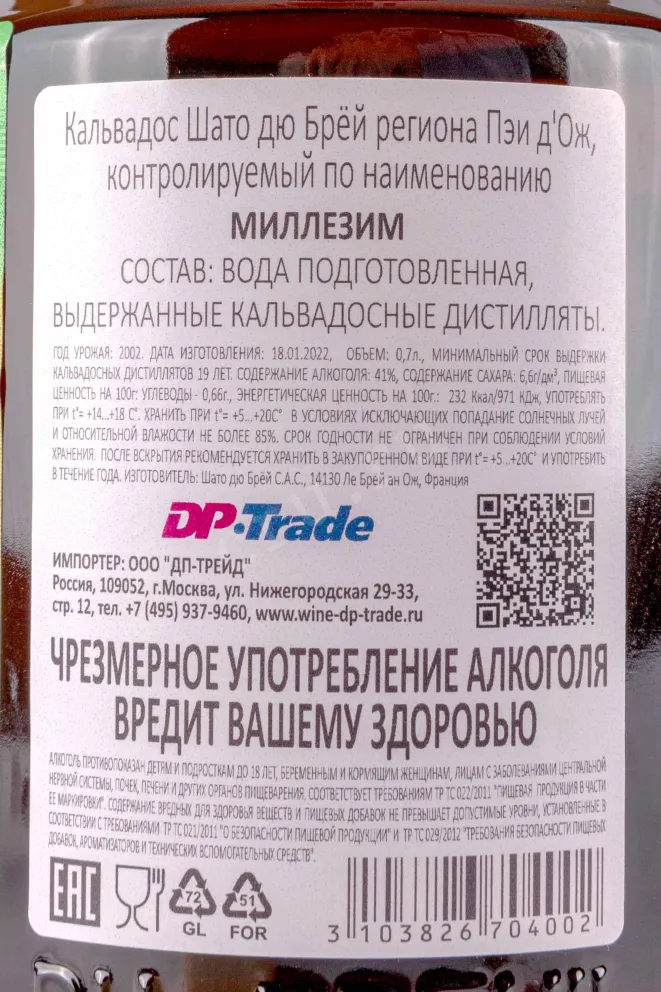 Кальвадос Шато дю Брёй региона Пэи д'Ож,
контролируемый по наименованию
МИЛЛЕЗИМ
СОСТАВ: ВОДА ПОДГОТОВЛЕННАЯ,
ВЫДЕРЖАННЫЕ КАЛЬВАДОСНЫЕ ДИСТИЛЛЯТЫ.
ГОД УРОЖАЯ: 2002. ДАТА ИЗГОТОВЛЕНИЯ: 18.01.2022, ОБЪЕМ: 0,7л., МИНИМАЛЬНЫЙ СРОК ВЫДЕРЖКИ
КАЛЬВАДОСНЫХ ДИСТИЛЛЯТОВ 19 ЛЕТ. СОДЕРЖАНИЕ АЛКОГОЛЯ: 41%, СОДЕРЖАНИЕ САХАРА: 6,6г/дм³, ПИЩЕВАЯ
ЦЕННОСТЬ НА 100г: УГЛЕВОДЫ - 0,66г., ЭНЕРГЕТИЧЕСКАЯ ЦЕННОСТЬ НА 100г.: 232 Ккал/971 КДж, УПОТРЕБЛЯТЬ
ПРИ t°= +14...+18 С°. ХРАНИТЬ ПРИ t°= +5...+20С° В УСЛОВИЯХ ИСКЛЮЧАЮЩИХ ПОПАДАНИЕ СОЛНЕЧНЫХ ЛУЧЕЙ
И ОТНОСИТЕЛЬНОЙ ВЛАЖНОСТИ НЕ БОЛЕЕ 85%. СРОК ГОДНОСТИ НЕ ОГРАНИЧЕН ПРИ СОБЛЮДЕНИИ УСЛОВИЙ
ХРАНЕНИЯ. ПОСЛЕ ВСКРЫТИЯ РЕКОМЕНДУЕТСЯ ХРАНИТЬ В ЗАКУПОРЕННОМ ВИДЕ ПРИ t°= +5...+20С° И УПОТРЕБИТЬ
В ТЕЧЕНИЕ ГОДА. ИЗГОТОВИТЕЛЬ: Шато дю Брёй С.А.С., 14130 Ле Брёй ан Ож, Франция
DP-Trade
ИМПОРТЕР: ООО "ДП-ТРЕЙД"
Россия, 109052, г.Москва, ул. Нижегородская 29-33,
стр. 12, тел. +7 (495) 937-9460, www.wine-dp-trade.ru
ЧРЕЗМЕРНОЕ УПОТРЕБЛЕНИЕ АЛКОГОЛЯ
ВРЕДИТ ВАШЕМУ ЗДОРОВЬЮ
АЛКОГОЛЬ ПРОТИВОПОКАЗАН ДЕТЯМ И ПОДРОСТКАМ ДО 18 ЛЕТ, БЕРЕМЕННЫМ И КОРМЯЩИМ ЖЕНЩИНАМ, ЛИЦАМ С ЗАБОЛЕВАНИЯМИ ЦЕНТРАЛЬНОЙ
НЕРВНОЙ СИСТЕМЫ, ПОЧЕК, ПЕЧЕНИ И ДРУГИХ ОРГАНОВ ПИЩЕВАРЕНИЯ. СООТВЕТСТВУЕТ ТРЕБОВАНИЯМ ТР ТС 022/2011 "ПИЩЕВАЯ ПРОДУКЦИЯ В ЧАСТИ
ЕЕ МАРКИРОВКИ". СОДЕРЖАНИЕ ВРЕДНЫХ ДЛЯ ЗДОРОВЬЯ ВЕЩЕСТВ И ПИЩЕВЫХ ДОБАВОК НЕ ПРЕВЫШАЕТ ДОПУСТИМЫЕ УРОВНИ, УСТАНОВЛЕННЫЕ В
СООТВЕТСТВИИ С ТРЕБОВАНИЯМИ ТР ТС 021/2011 "О БЕЗОПАСНОСТИ ПИЩЕВОЙ ПРОДУКЦИИ" И ТР ТС 029/2012 "ТРЕБОВАНИЯ БЕЗОПАСНОСТИ ПИЩЕВЫХ
ДОБАВОК, АРОМАТИЗАТОРОВ И ТЕХНИЧЕСКИХ ВСПОМОГАТЕЛЬНЫХ СРЕДСТВ".
EAC
72
GL
51
FOR
3 103826 704002